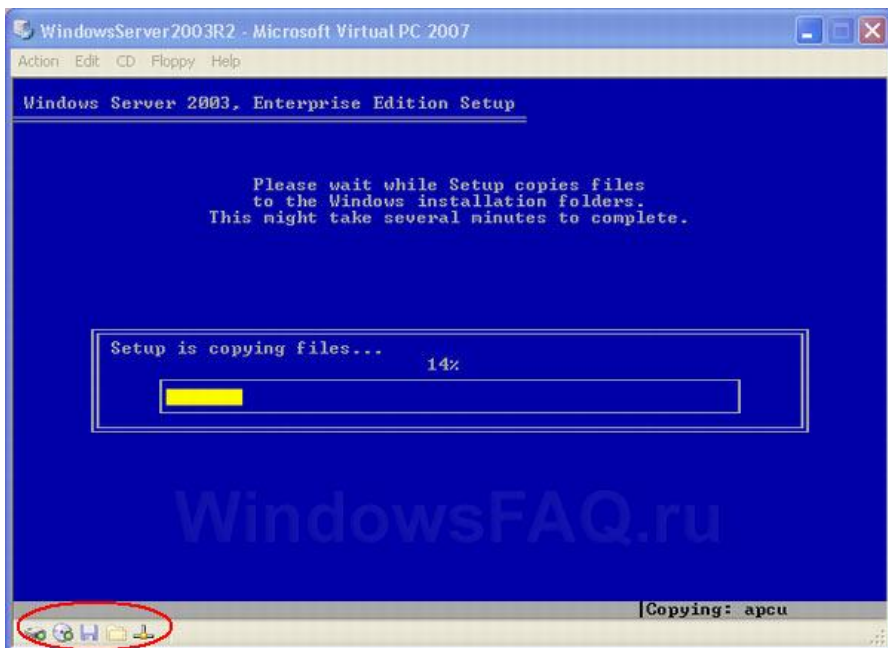 WindowsServer2003R2 - Microsoft Virtual PC 2007
Action Edit CD Floppy Help
Windows Server 2003, Enterprise Edition Setup
Please wait while Setup copies files
to the Windows installation folders.
This might take several minutes to complete.
Setup is copying files...
14%
WindowsFAQ.ru
Copying: apcu